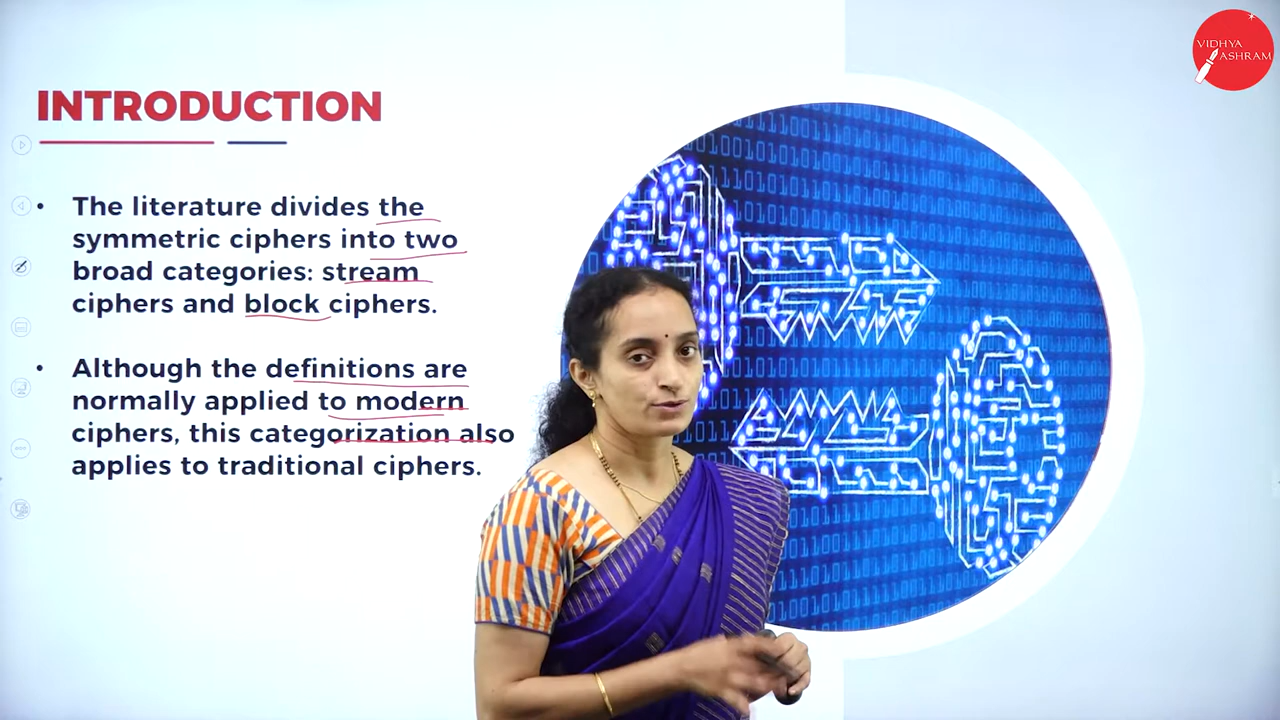 VIDHYA
ASHRAM
INTRODUCTION
• The literature divides the
symmetric ciphers into two
broad categories: stream
ciphers and block ciphers.
• Although the definitions are
normally applied to modern
ciphers, this categorization also
applies to traditional ciphers.